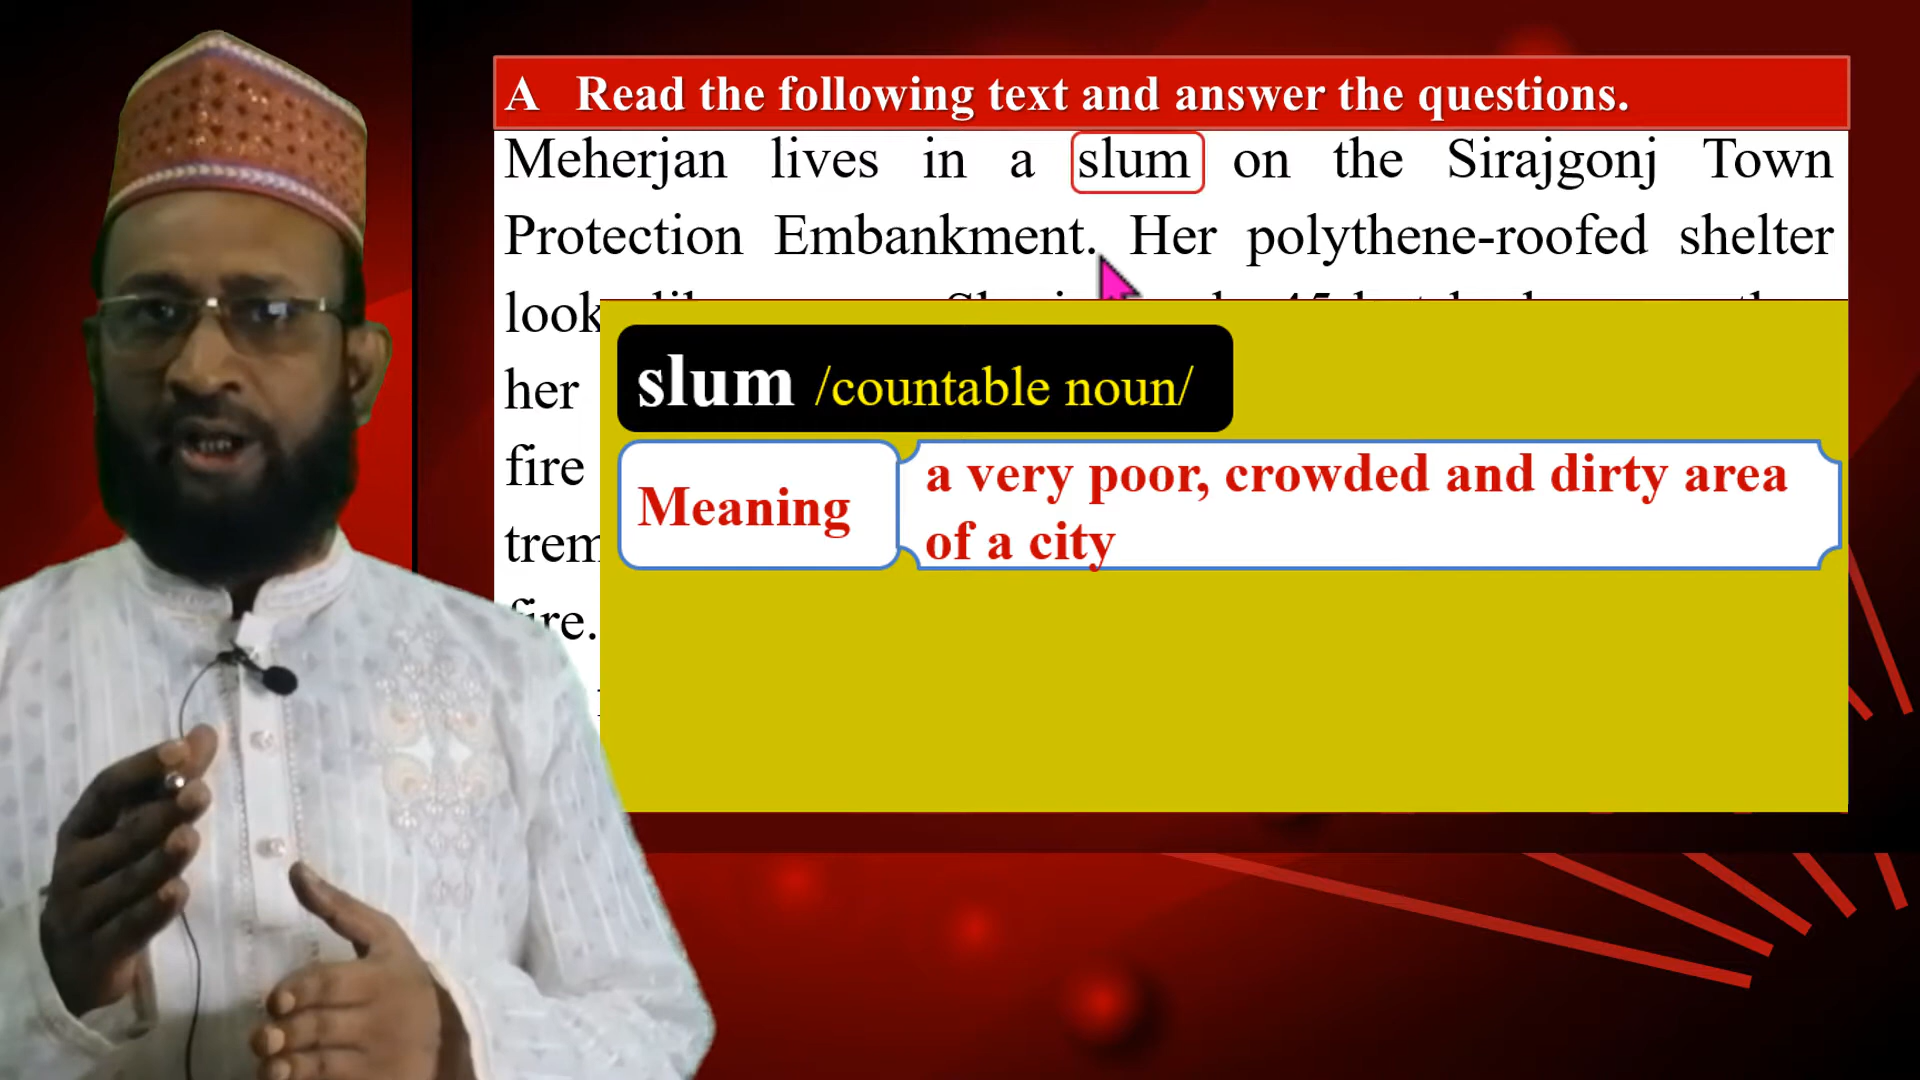 A Read the following text and answer the questions.
Meherjan lives in a slum on the Sirajgonj Town
Protection Embankment. Her polythene-roofed shelter
look
her
fire
trem
fire.
slum /countable noun/
Meaning
a very poor, crowded and dirty area
of a city